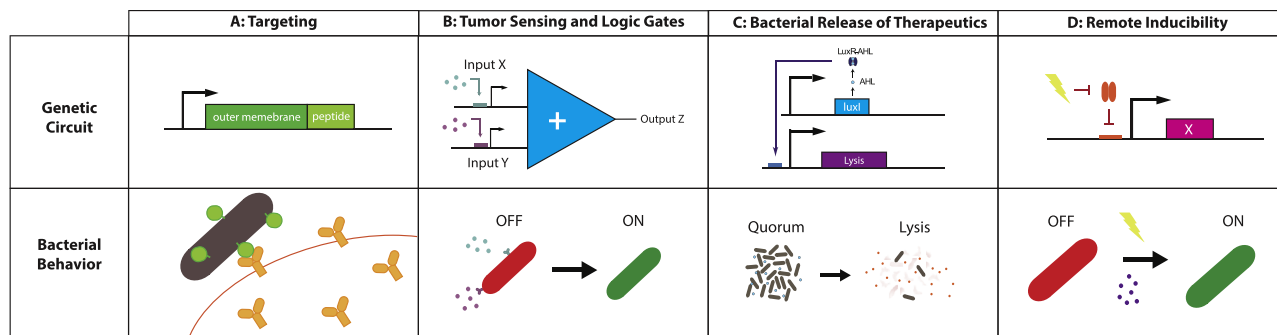 A: Targeting
B: Tumor Sensing and Logic Gates
C: Bacterial Release of Therapeutics
D: Remote Inducibility
Genetic
Circuit
outer memebrane
peptide
Input X
+
Output Z
Input Y
LuxR-AHL
AHL
luxI
Lysis
X
Bacterial
Behavior
OFF
ON
Quorum
Lysis
OFF
ON